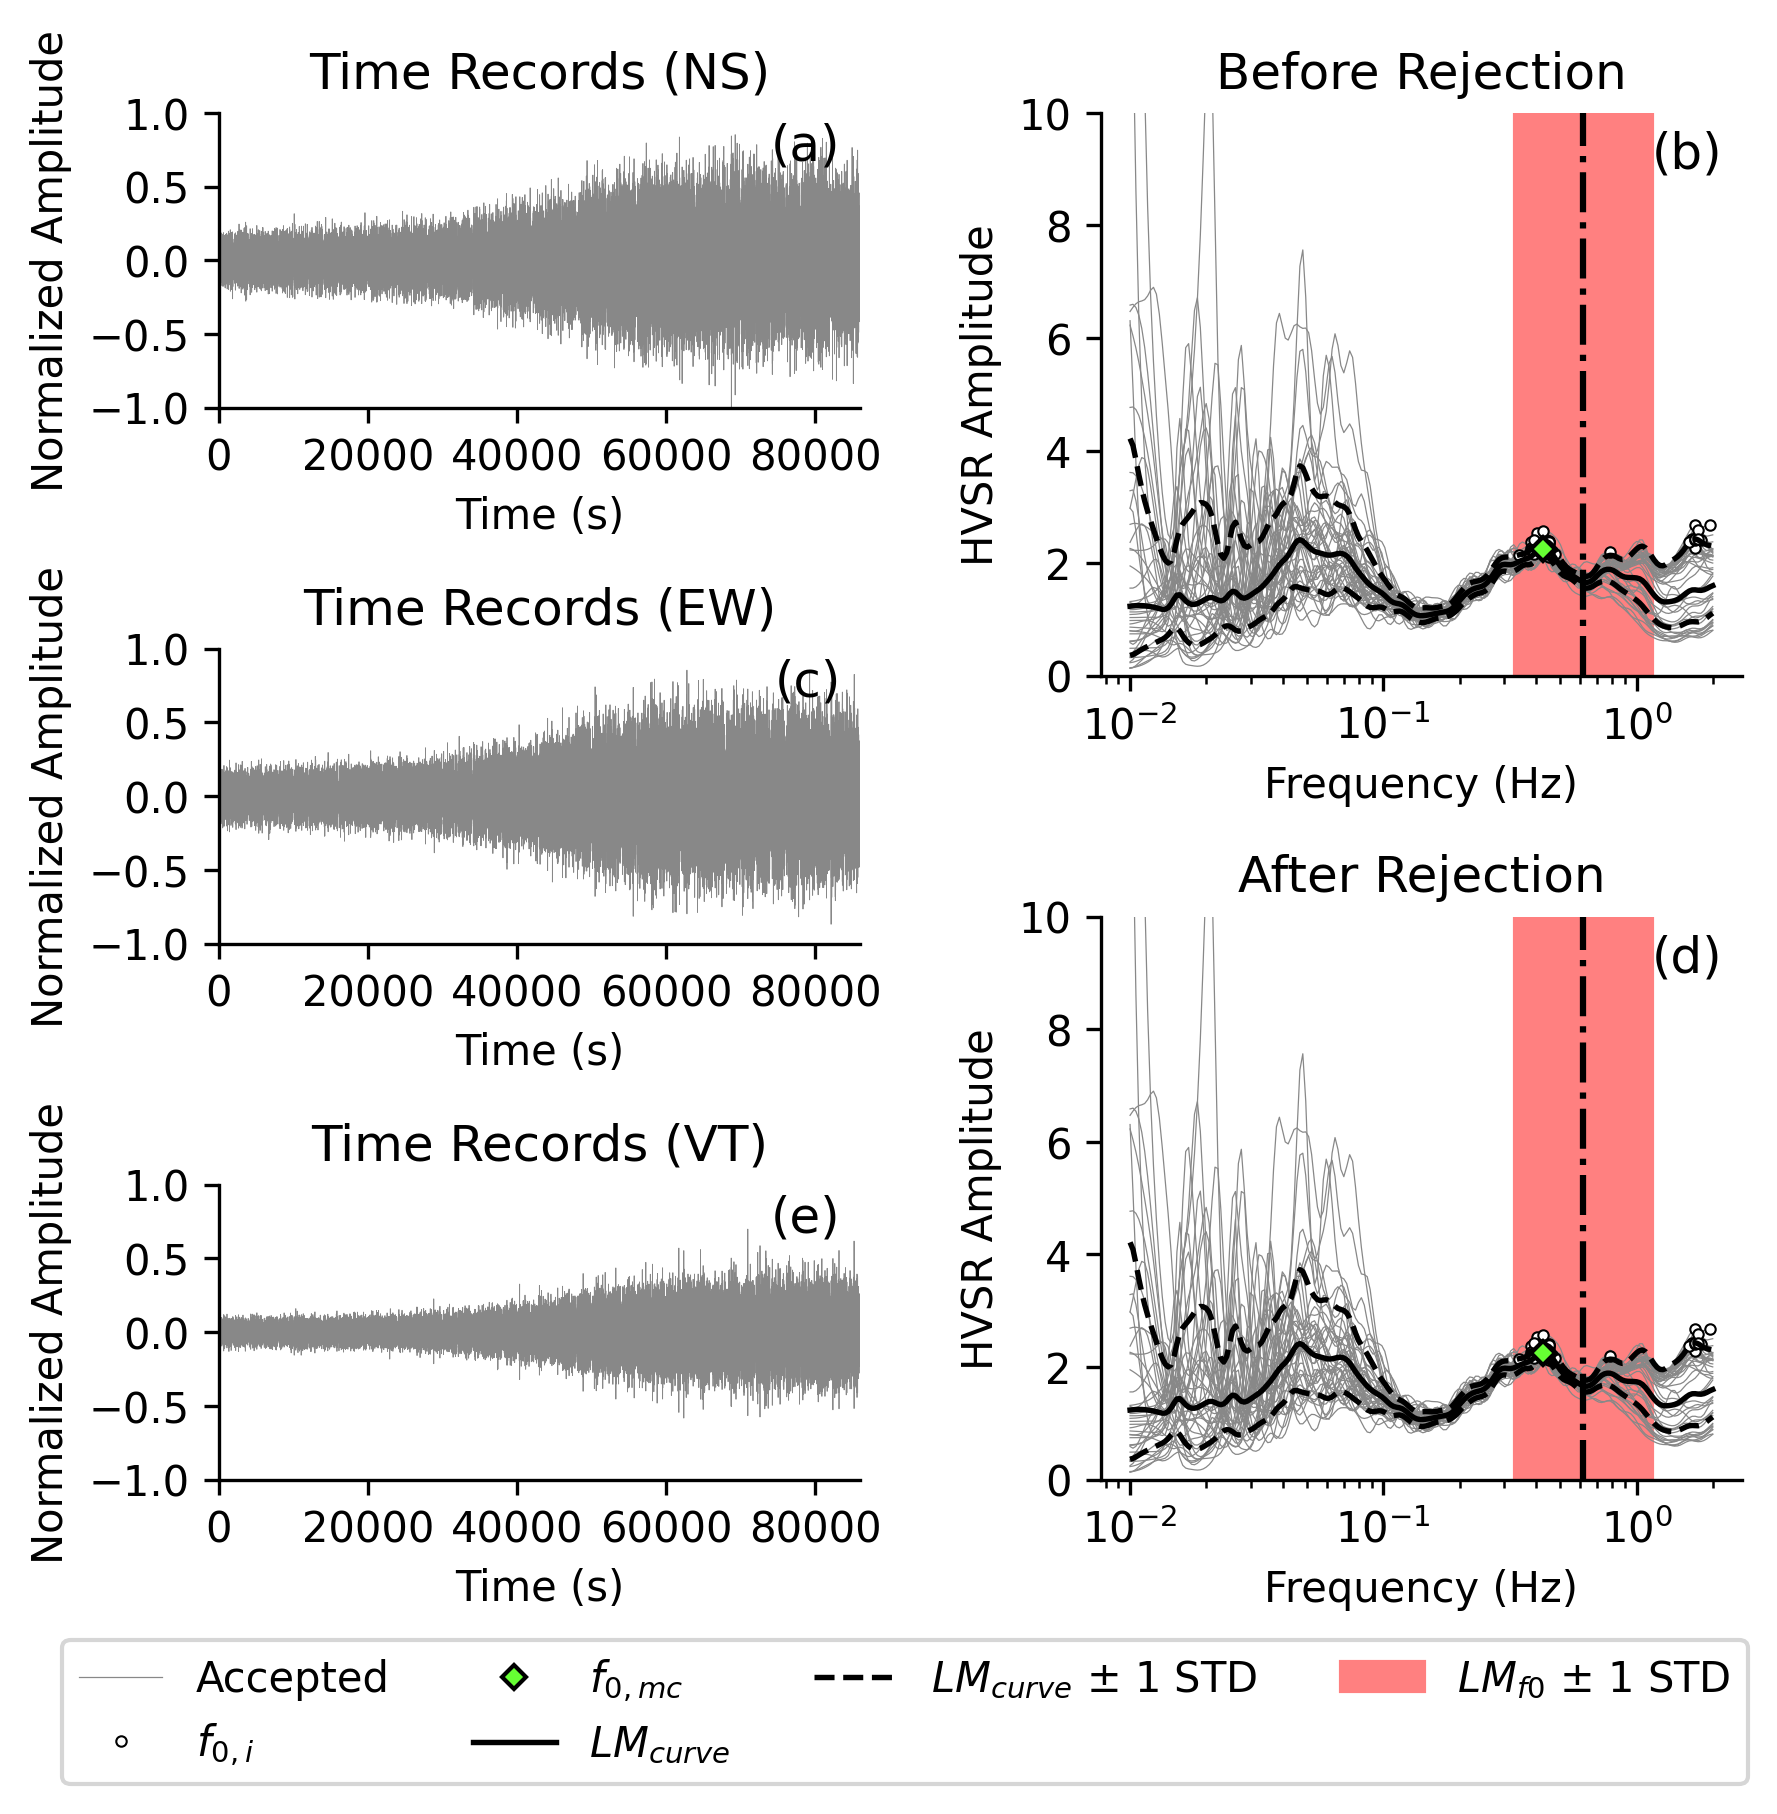 Time Records (NS)
Normalized Amplitude
1.0
0.5
0.0
−0.5
−1.0
(a)
0 20000 40000 60000 80000
Time (s)
Before Rejection
HVSR Amplitude
10
8
6
4
2
0
(b)
10⁻² 10⁻¹ 10⁰
Frequency (Hz)
Time Records (EW)
Normalized Amplitude
1.0
0.5
0.0
−0.5
−1.0
(c)
0 20000 40000 60000 80000
Time (s)
After Rejection
HVSR Amplitude
10
8
6
4
2
0
(d)
10⁻² 10⁻¹ 10⁰
Frequency (Hz)
Time Records (VT)
Normalized Amplitude
1.0
0.5
0.0
−0.5
−1.0
(e)
0 20000 40000 60000 80000
Time (s)
Accepted
f0,i
f0,mc
LMcurve
LMcurve ± 1 STD
LMf0 ± 1 STD